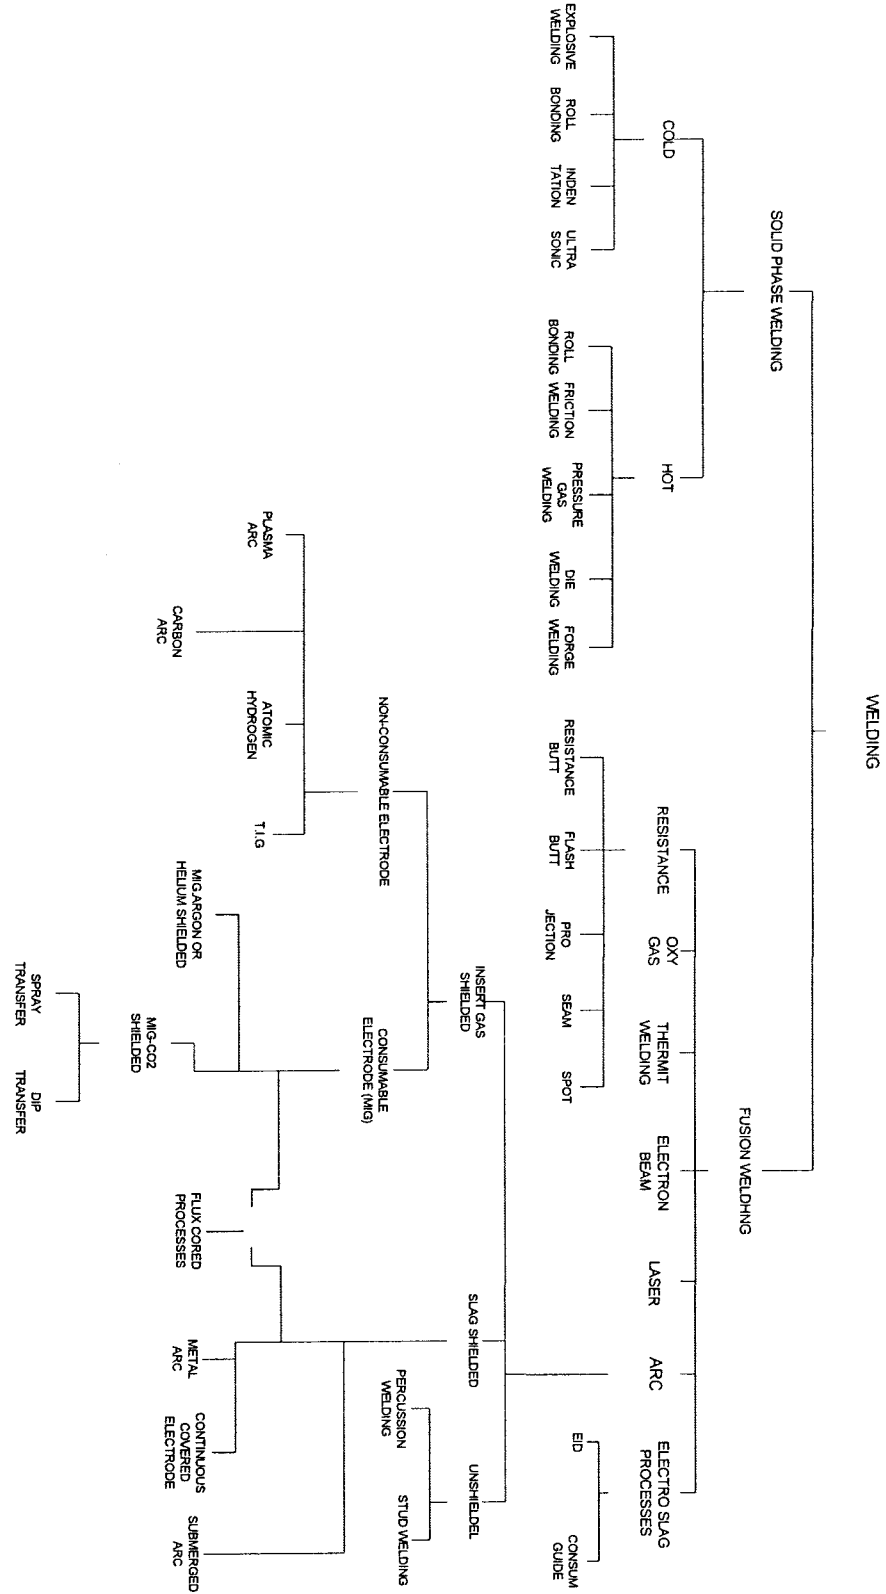 WELDING
SOLID PHASE WELDING
FUSION WELDHNG
COLD
HOT
RESISTANCE
OXY
GAS
THERMIT
WELDING
ELECTRON
BEAM
LASER
ARC
ELECTRO SLAG
PROCESSES
EXPLOSIVE
WELDING
ROLL
BONDING
INDEN
TATION
ULTRA
SONIC
ROLL
BONDING
FRICTION
WELDING
PRESSURE
GAS
WELDING
DIE
WELDING
FORGE
WELDING
RESISTANCE
BUTT
FLASH
BUTT
PRO
JECTION
SEAM
SPOT
EID
CONSUM
GUIDE
INSERT GAS
SHIELDED
SLAG SHIELDED
UNSHIELDEL
NON-CONSUMABLE ELECTRODE
CONSUMABLE
ELECTRODE (MIG)
PERCUSSION
WELDING
STUD WELDING
PLASMA
ARC
CARBON
ARC
ATOMIC
HYDROGEN
T.I.G
MIG.ARGON OR
HELIUM SHIELDED
MIG-CO2
SHIELDED
FLUX CORED
PROCESSES
METAL
ARC
CONTINUOUS
COVERED
ELECTRODE
SUBMERGED
ARC
SPRAY
TRANSFER
DIP
TRANSFER